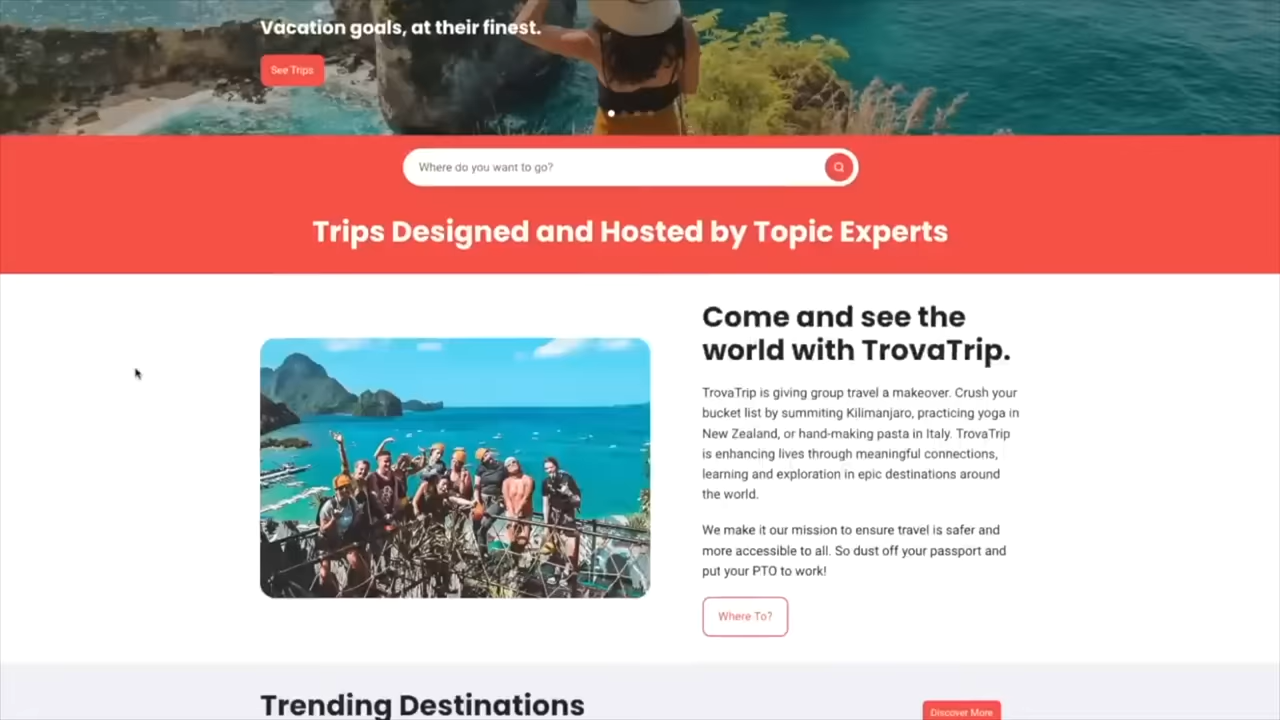 Vacation goals, at their finest.
See Trips
Where do you want to go?
Trips Designed and Hosted by Topic Experts
Come and see the
world with TrovaTrip.
TrovaTrip is giving group travel a makeover. Crush your
bucket list by summiting Kilimanjaro, practicing yoga in
New Zealand, or hand-making pasta in Italy. TrovaTrip
is enhancing lives through meaningful connections,
learning and exploration in epic destinations around
the world.
We make it our mission to ensure travel is safer and
more accessible to all. So dust off your passport and
put your PTO to work!
Where To?
Trending Destinations
Discover More